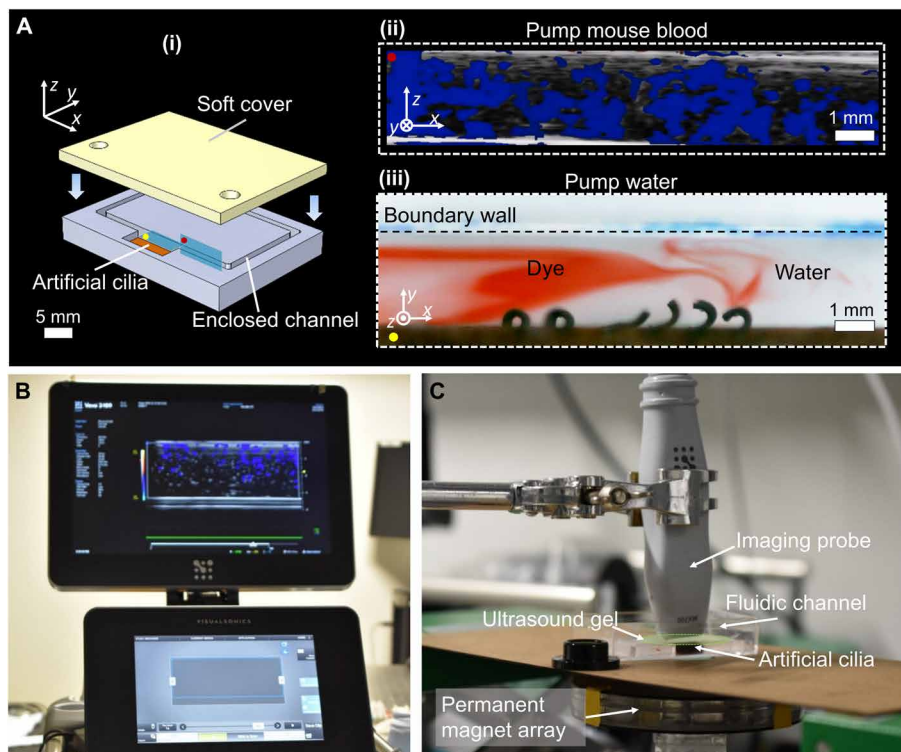 A
(i)
z
y
x
Soft cover
Artificial cilia
Enclosed channel
5 mm
(ii)
Pump mouse blood
z
y
x
1 mm
(iii)
Pump water
Boundary wall
Dye
Water
y
z
x
1 mm
B
VISUALSONICS
C
Imaging probe
Fluidic channel
Ultrasound gel
Artificial cilia
Permanent
magnet array